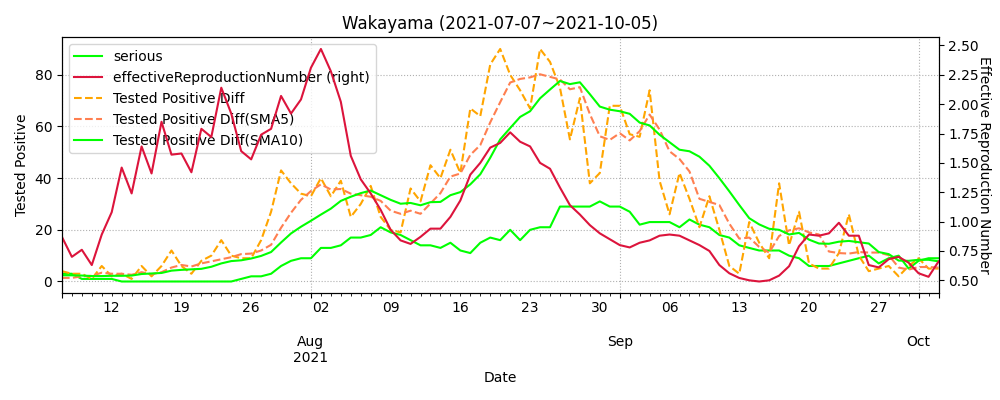 Wakayama (2021-07-07~2021-10-05)
serious
effectiveReproductionNumber (right)
Tested Positive Diff
Tested Positive Diff(SMA5)
Tested Positive Diff(SMA10)
Tested Positive
80
60
40
20
0
2.50
2.25
2.00
1.75
1.50
1.25
1.00
0.75
0.50
Effective Reproduction Number
12
19
26
02
09
16
23
30
06
13
20
27
Aug
2021
Sep
Oct
Date